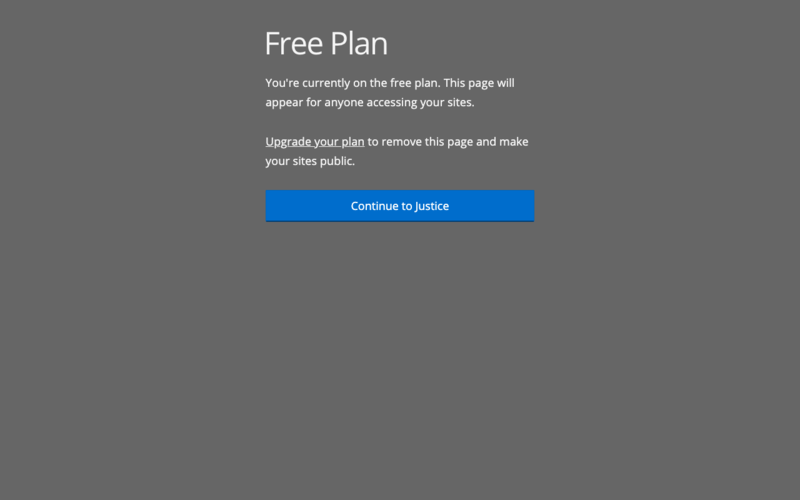 Free Plan
You're currently on the free plan. This page will
appear for anyone accessing your sites.
Upgrade your plan to remove this page and make
your sites public.
Continue to Justice